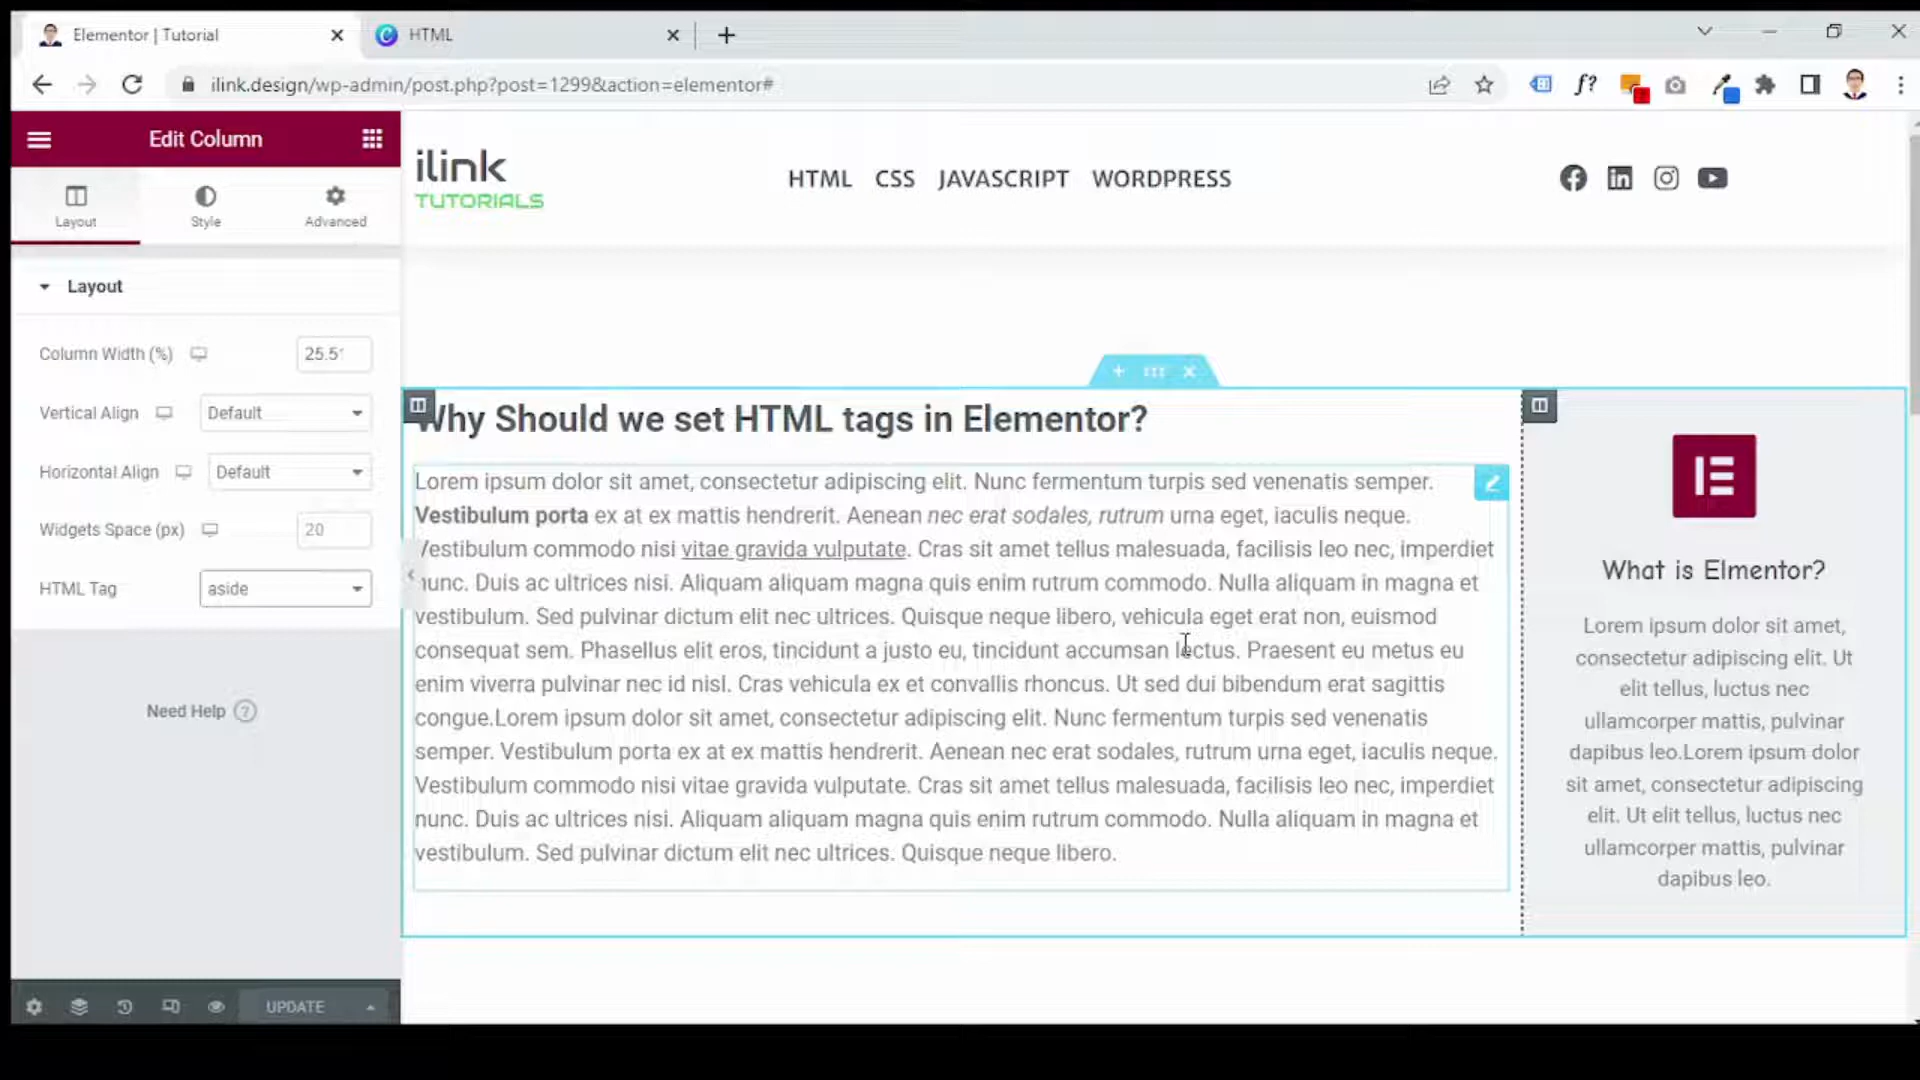 Elementor | Tutorial
HTML
ilink.design/wp-admin/post.php?post=1299&action=elementor#
f?
Edit Column
Layout
Style
Advanced
Layout
Column Width (%)
25.5
Vertical Align
Default
Horizontal Align
Default
Widgets Space (px)
20
HTML Tag
aside
Need Help
UPDATE
ilink
TUTORIALS
HTML CSS JAVASCRIPT WORDPRESS
Why Should we set HTML tags in Elementor?
Lorem ipsum dolor sit amet, consectetur adipiscing elit. Nunc fermentum turpis sed venenatis semper.
Vestibulum porta ex at ex mattis hendrerit. Aenean nec erat sodales, rutrum urna eget, iaculis neque.
Vestibulum commodo nisi vitae gravida vulputate. Cras sit amet tellus malesuada, facilisis leo nec, imperdiet
nunc. Duis ac ultrices nisi. Aliquam aliquam magna quis enim rutrum commodo. Nulla aliquam in magna et
vestibulum. Sed pulvinar dictum elit nec ultrices. Quisque neque libero, vehicula eget erat non, euismod
consequat sem. Phasellus elit eros, tincidunt a justo eu, tincidunt accumsan lectus. Praesent eu metus eu
enim viverra pulvinar nec id nisl. Cras vehicula ex et convallis rhoncus. Ut sed dui bibendum erat sagittis
congue.Lorem ipsum dolor sit amet, consectetur adipiscing elit. Nunc fermentum turpis sed venenatis
semper. Vestibulum porta ex at ex mattis hendrerit. Aenean nec erat sodales, rutrum urna eget, iaculis neque.
Vestibulum commodo nisi vitae gravida vulputate. Cras sit amet tellus malesuada, facilisis leo nec, imperdiet
nunc. Duis ac ultrices nisi. Aliquam aliquam magna quis enim rutrum commodo. Nulla aliquam in magna et
vestibulum. Sed pulvinar dictum elit nec ultrices. Quisque neque libero.
What is Elmentor?
Lorem ipsum dolor sit amet,
consectetur adipiscing elit. Ut
elit tellus, luctus nec
ullamcorper mattis, pulvinar
dapibus leo.Lorem ipsum dolor
sit amet, consectetur adipiscing
elit. Ut elit tellus, luctus nec
ullamcorper mattis, pulvinar
dapibus leo.